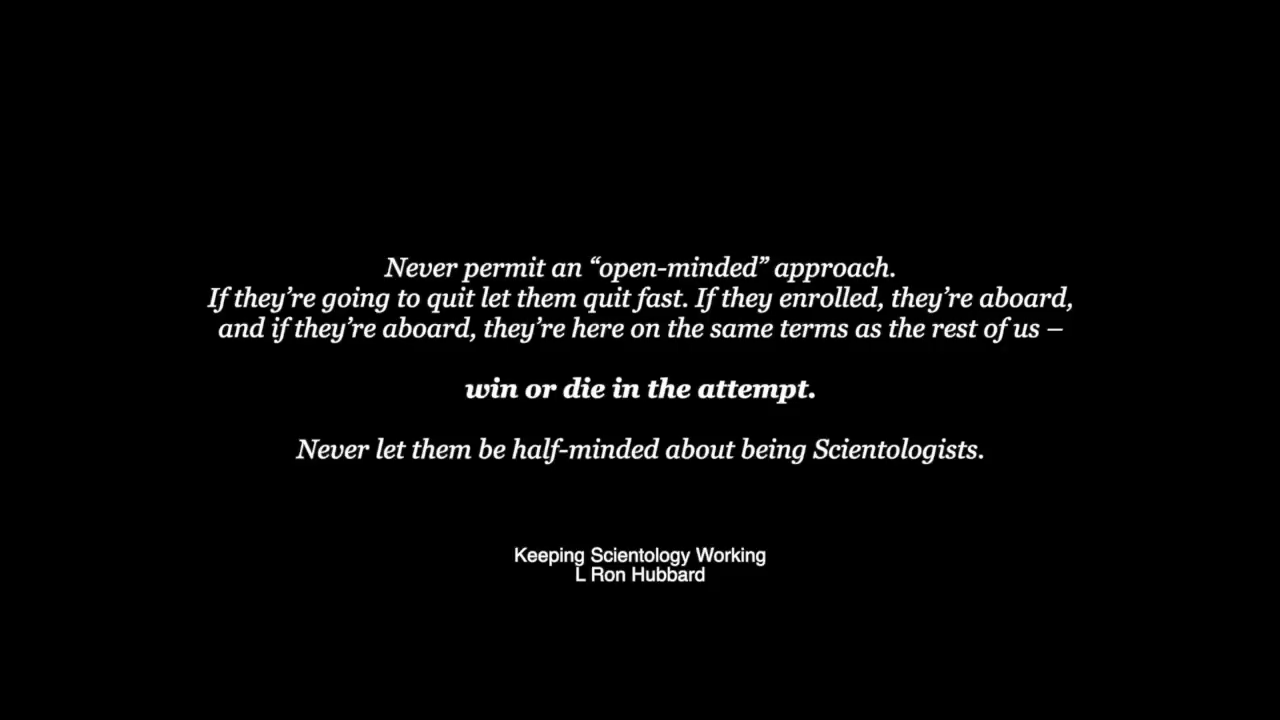 Never permit an “open-minded” approach.
If they’re going to quit let them quit fast. If they enrolled, they’re aboard,
and if they’re aboard, they’re here on the same terms as the rest of us –
win or die in the attempt.
Never let them be half-minded about being Scientologists.
Keeping Scientology Working
L Ron Hubbard